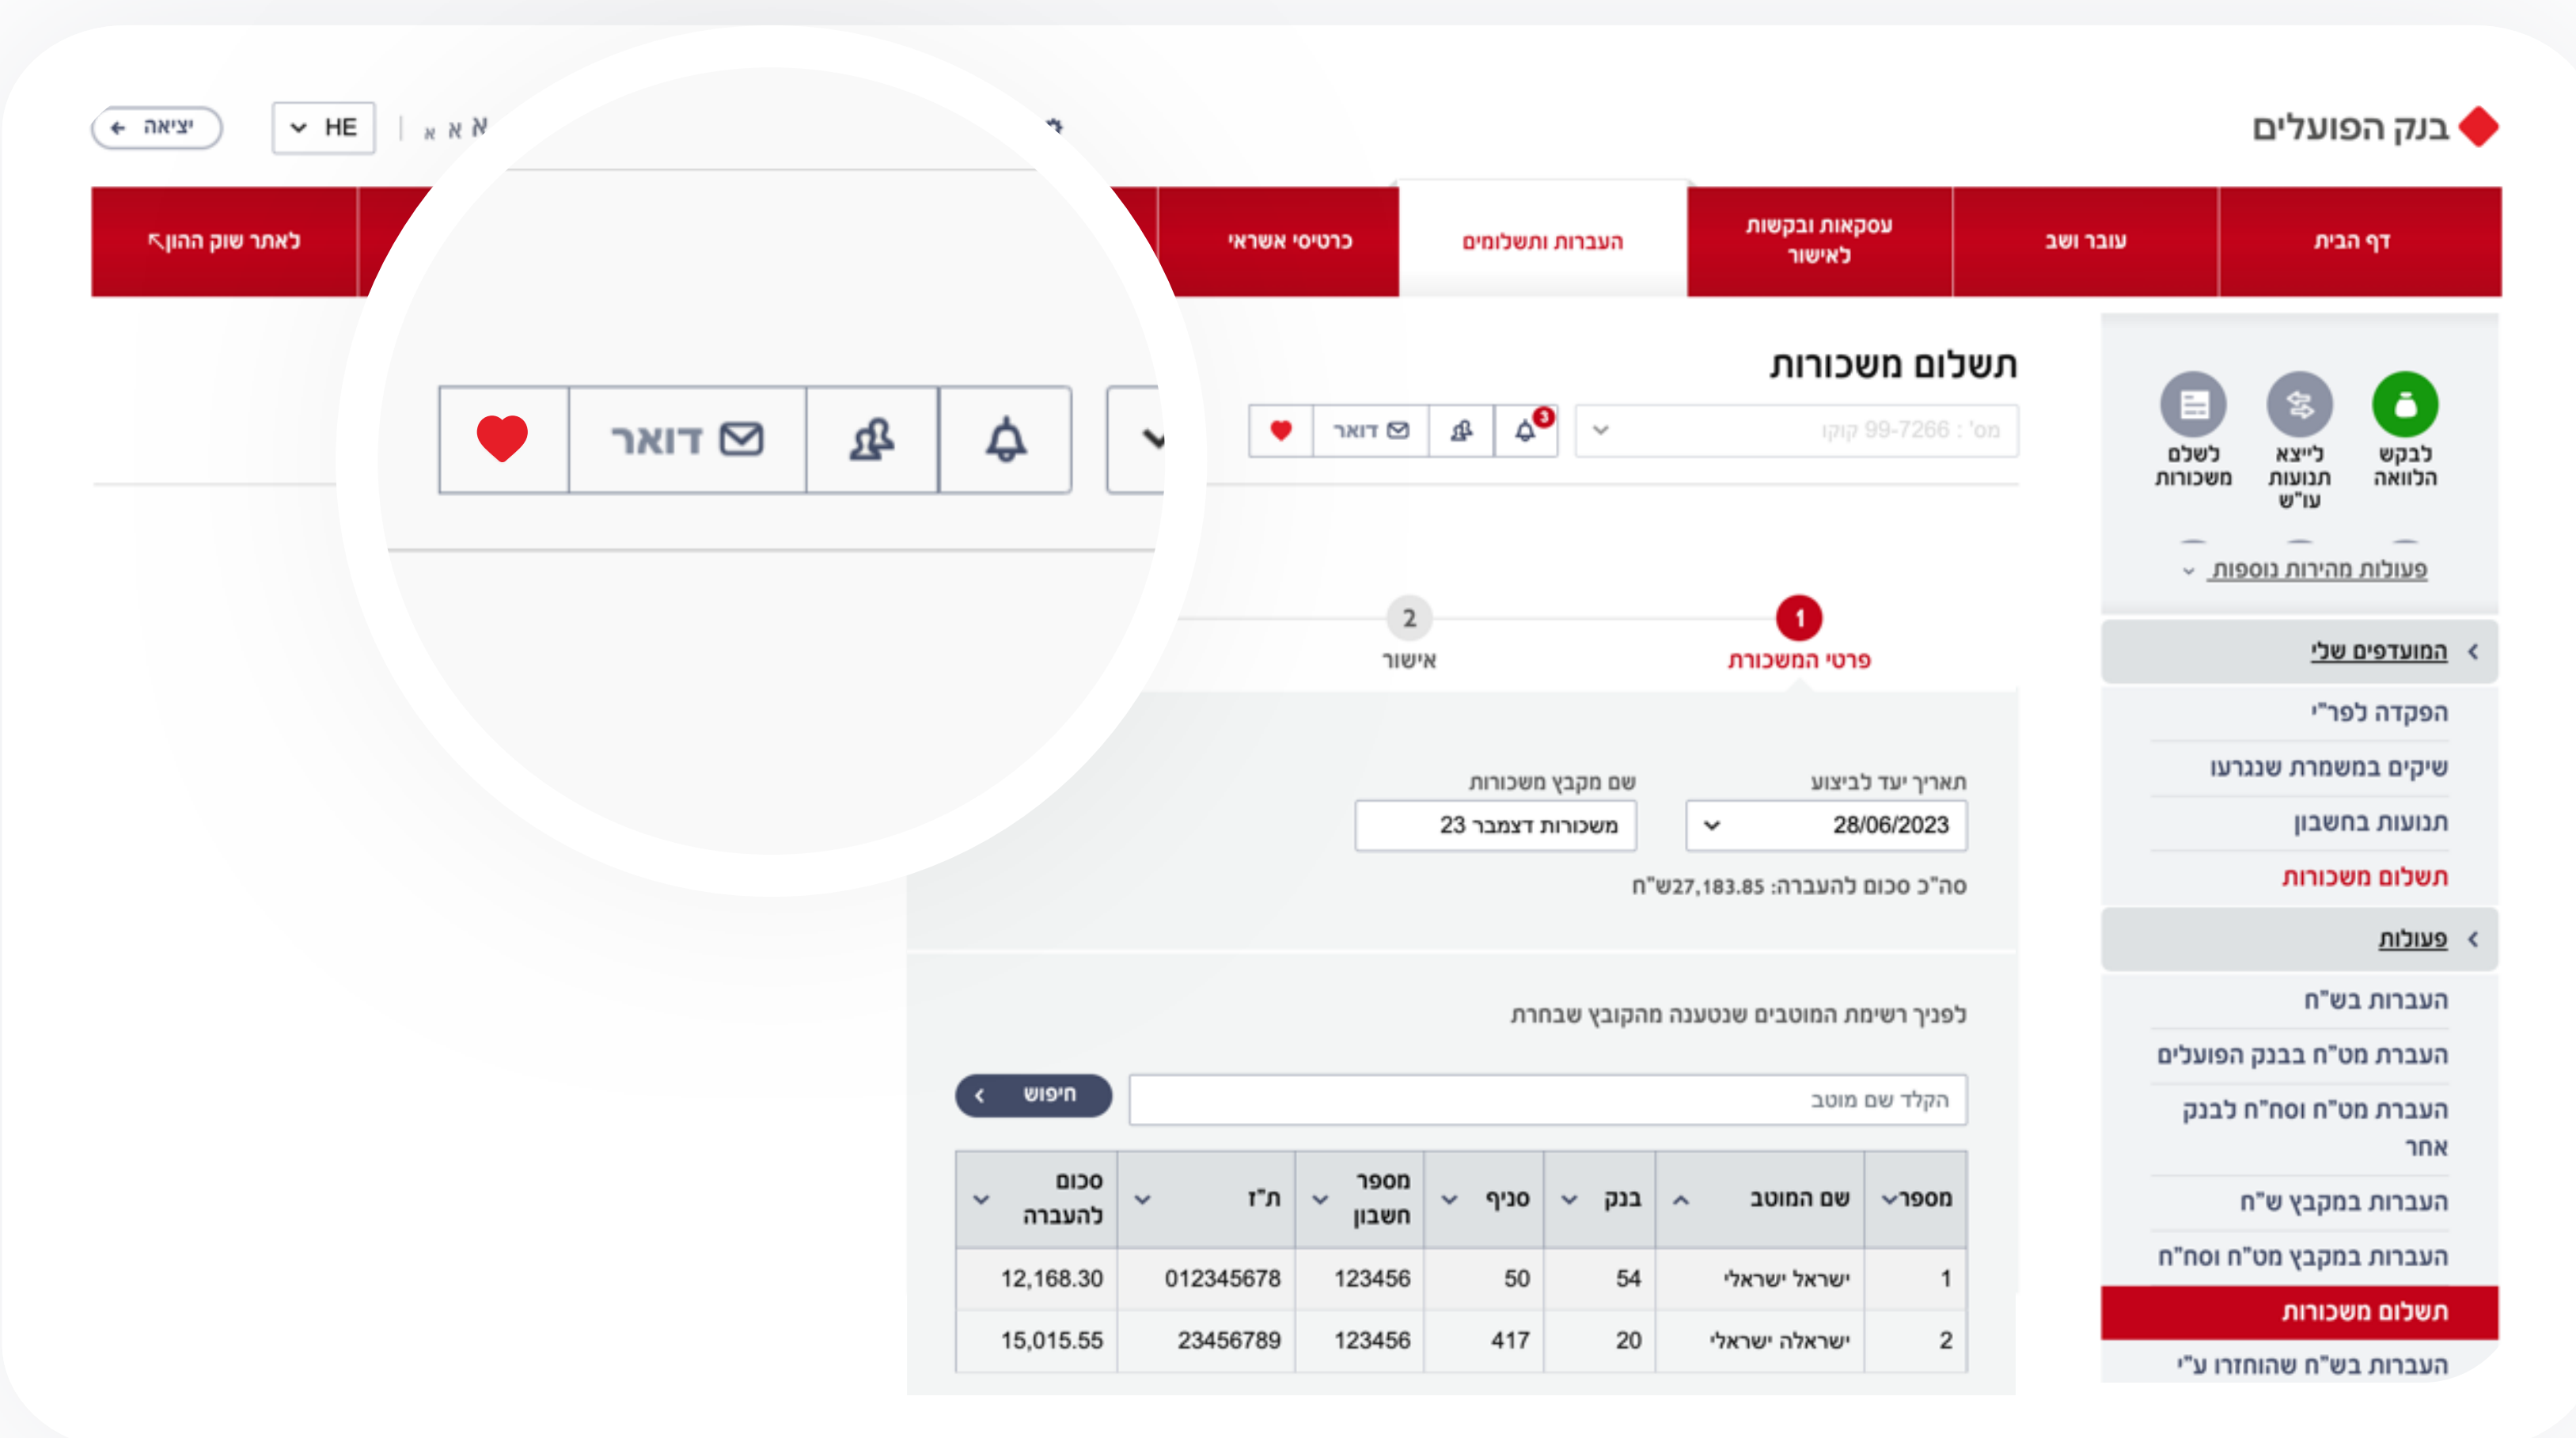 בנק הפועלים
א א א
HE
יציאה
דף הבית
עובר ושב
עסקאות ובקשות
לאישור
העברות ותשלומים
כרטיסי אשראי
לאתר שוק ההון
לבקש
הלוואה
לייצא
תנועות
עו"ש
לשלם
משכורות
פעולות מהירות נוספות
המועדפים שלי
הפקדה לפר"י
שיקים במשמרת שנגרעו
תנועות בחשבון
תשלום משכורות
פעולות
העברות בש"ח
העברת מט"ח בבנק הפועלים
העברת מט"ח וסח"ח לבנק
אחר
העברות במקבץ ש"ח
העברות במקבץ מט"ח וסח"ח
תשלום משכורות
העברות בש"ח שהוחזרו ע"י
תשלום משכורות
מס' : 99-7266 קוקו
3
דואר
דואר
1
פרטי המשכורת
2
אישור
תאריך יעד לביצוע
28/06/2023
שם מקבץ משכורות
משכורות דצמבר 23
סה"כ סכום להעברה: 27,183.85ש"ח
לפניך רשימת המוטבים שנטענה מהקובץ שבחרת
הקלד שם מוטב
חיפוש
מספר שם המוטב בנק סניף מספר חשבון ת"ז סכום להעברה
1 ישראל ישראלי 54 50 123456 012345678 12,168.30
2 ישראלה ישראלי 20 417 123456 23456789 15,015.55